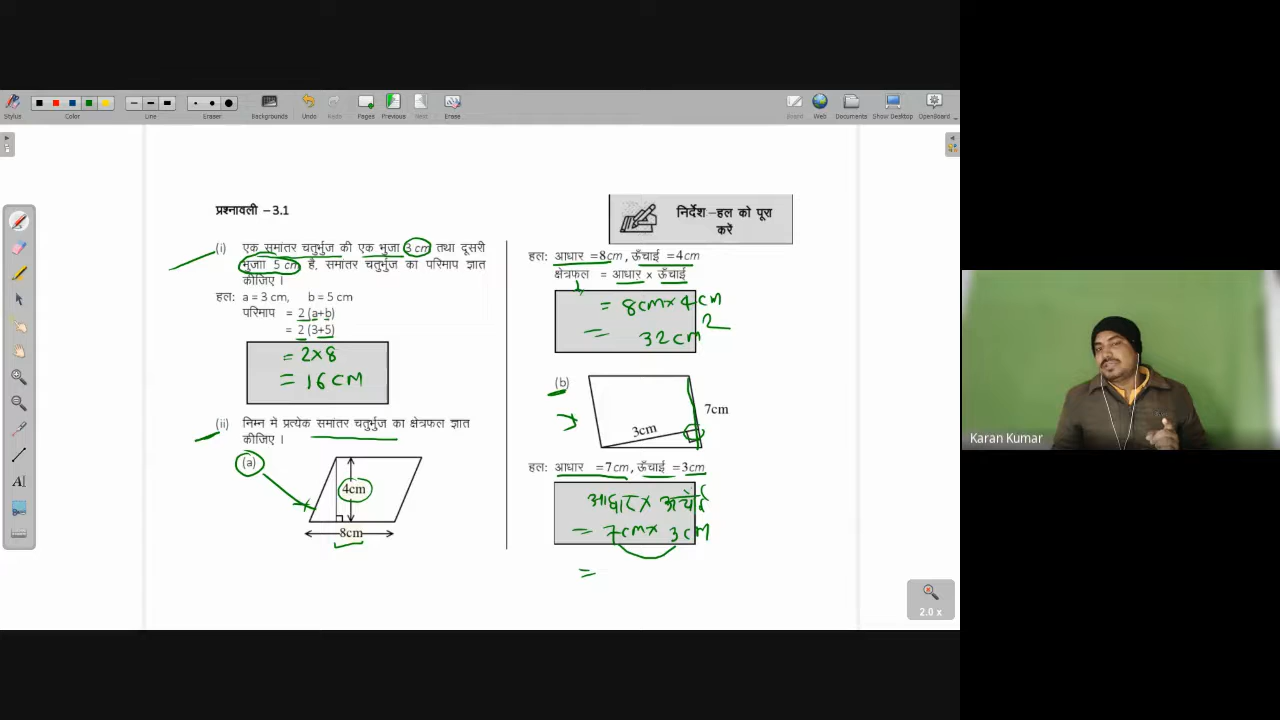 Stylus Color Line Eraser Backgrounds Undo Redo Pages Previous Next Erase Board Web Documents Show Desktop OpenBoard
प्रश्नावली –3.1
(i) एक समांतर चतुर्भुज की एक भुजा 3 cm तथा दूसरी
भुजाा 5 cm है, समांतर चतुर्भुज का परिमाप ज्ञात
कीजिए ।
हल: a = 3 cm, b = 5 cm
परिमाप = 2 (a+b)
= 2 (3+5)
= 2×8
= 16 CM
(ii) निम्न मे प्रत्येक समांतर चतुर्भुज का क्षेत्रफल ज्ञात
कीजिए ।
(a)
4cm
8cm
निर्देश –हल को पूरा
करें
हल: आधार =8cm, ऊँचाई =4cm
क्षेत्रफल = आधार × ऊँचाई
= 8cm× 4cm
= 32cm²
(b)
7cm
3cm
हल: आधार =7cm, ऊँचाई =3cm
आधार ×
= 7cm× 3cm
=
2.0 x
Karan Kumar